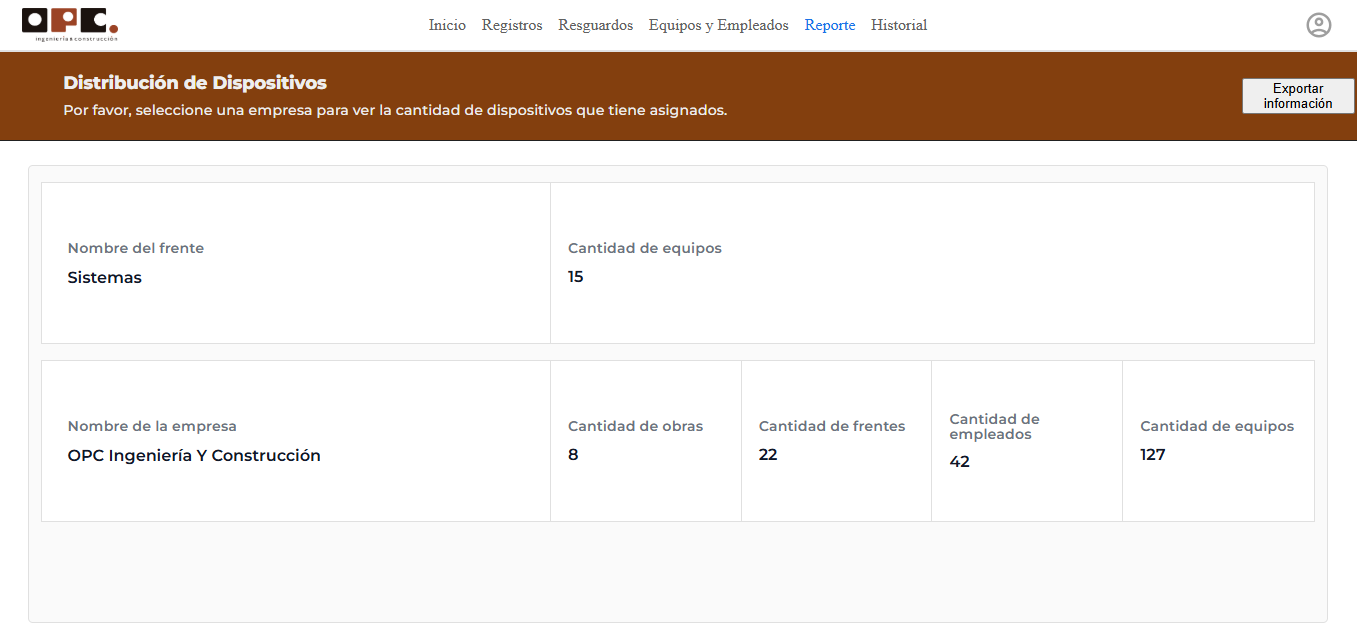 OPC.
ingeniería & construcción
Inicio Registros Resguardos Equipos y Empleados Reporte Historial
Distribución de Dispositivos
Por favor, seleccione una empresa para ver la cantidad de dispositivos que tiene asignados.
Exportar
información
Nombre del frente
Sistemas
Cantidad de equipos
15
Nombre de la empresa
OPC Ingeniería Y Construcción
Cantidad de obras
8
Cantidad de frentes
22
Cantidad de
empleados
42
Cantidad de equipos
127